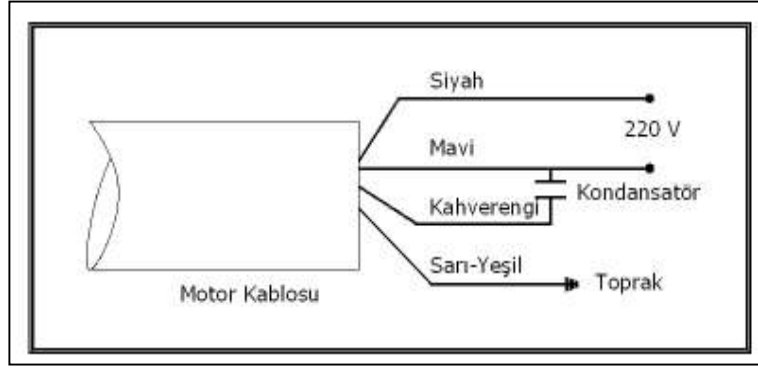 Siyah
220 V
Mavi
Kondansatör
Kahverengi
Sarı-Yeşil
Toprak
Motor Kablosu